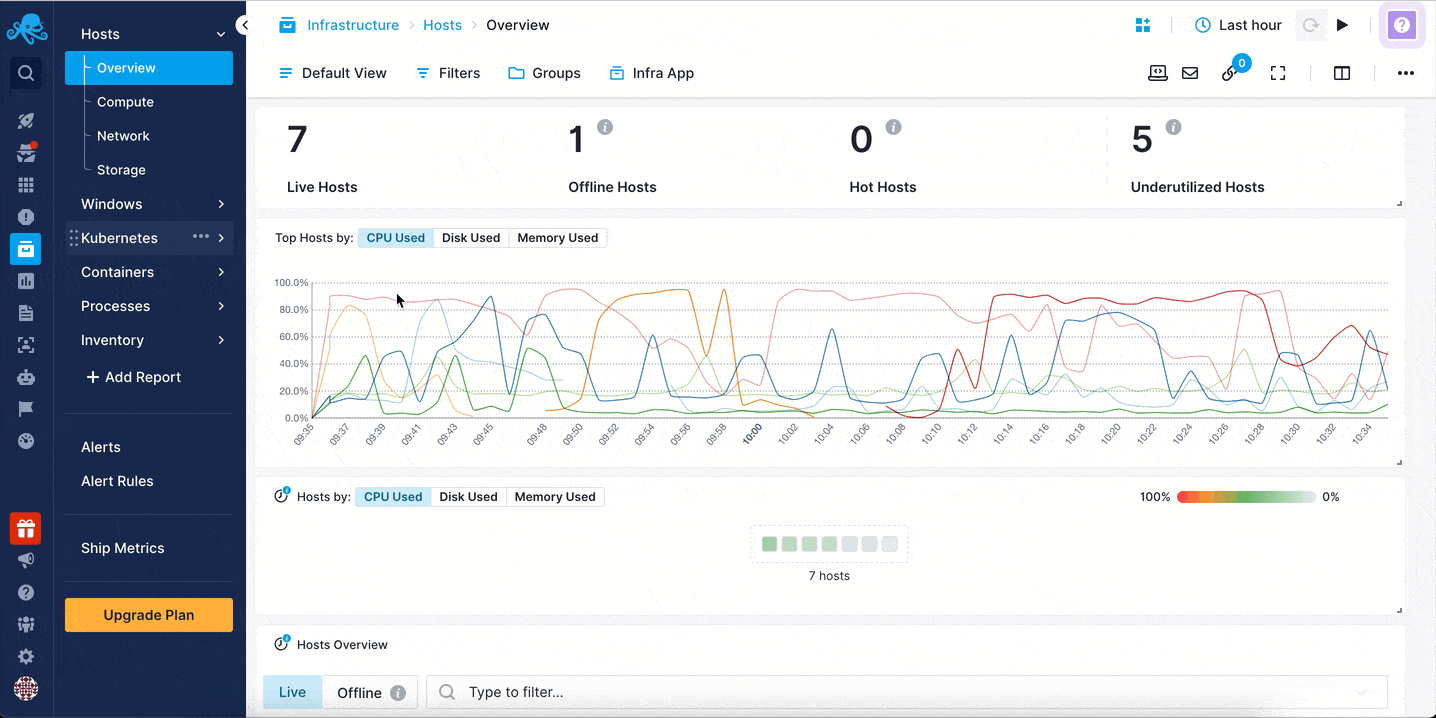 Hosts
Overview
Compute
Network
Storage
Windows
Kubernetes
Containers
Processes
Inventory
+ Add Report
Alerts
Alert Rules
Ship Metrics
Upgrade Plan
Infrastructure > Hosts > Overview
Last hour
Default View Filters Groups Infra App
0
7 1 0 5
Live Hosts Offline Hosts Hot Hosts Underutilized Hosts
Top Hosts by: CPU Used Disk Used Memory Used
100.0%
80.0%
60.0%
40.0%
20.0%
0.0%
09:35 09:37 09:39 09:41 09:43 09:45 09:48 09:50 09:52 09:54 09:56 09:58 10:00 10:02 10:04 10:06 10:08 10:10 10:12 10:14 10:16 10:18 10:20 10:22 10:24 10:26 10:28 10:30 10:32 10:34
Hosts by: CPU Used Disk Used Memory Used 100% 0%
7 hosts
Hosts Overview
Live Offline Type to filter...